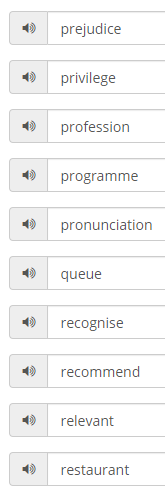 prejudice
privilege
profession
programme
pronunciation
queue
recognise
recommend
relevant
restaurant